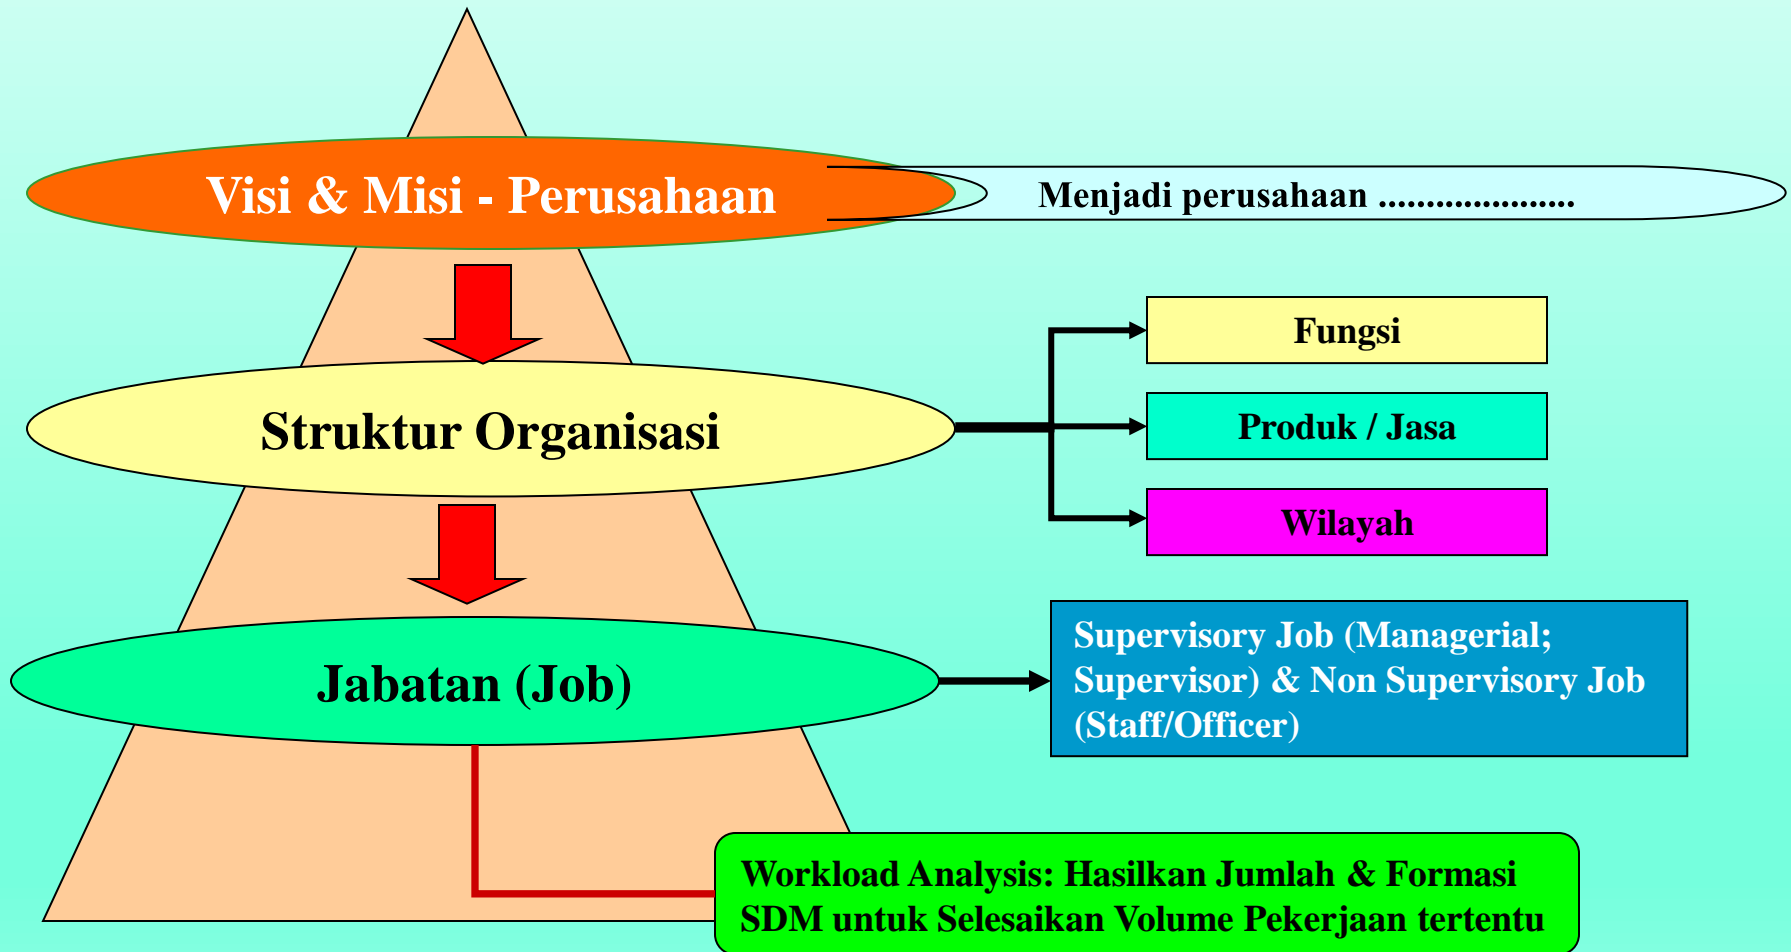 Visi & Misi - Perusahaan
Menjadi perusahaan .....................
Fungsi
Struktur Organisasi
Produk / Jasa
Wilayah
Jabatan (Job)
Supervisory Job (Managerial;
Supervisor) & Non Supervisory Job
(Staff/Officer)
Workload Analysis: Hasilkan Jumlah & Formasi
SDM untuk Selesaikan Volume Pekerjaan tertentu